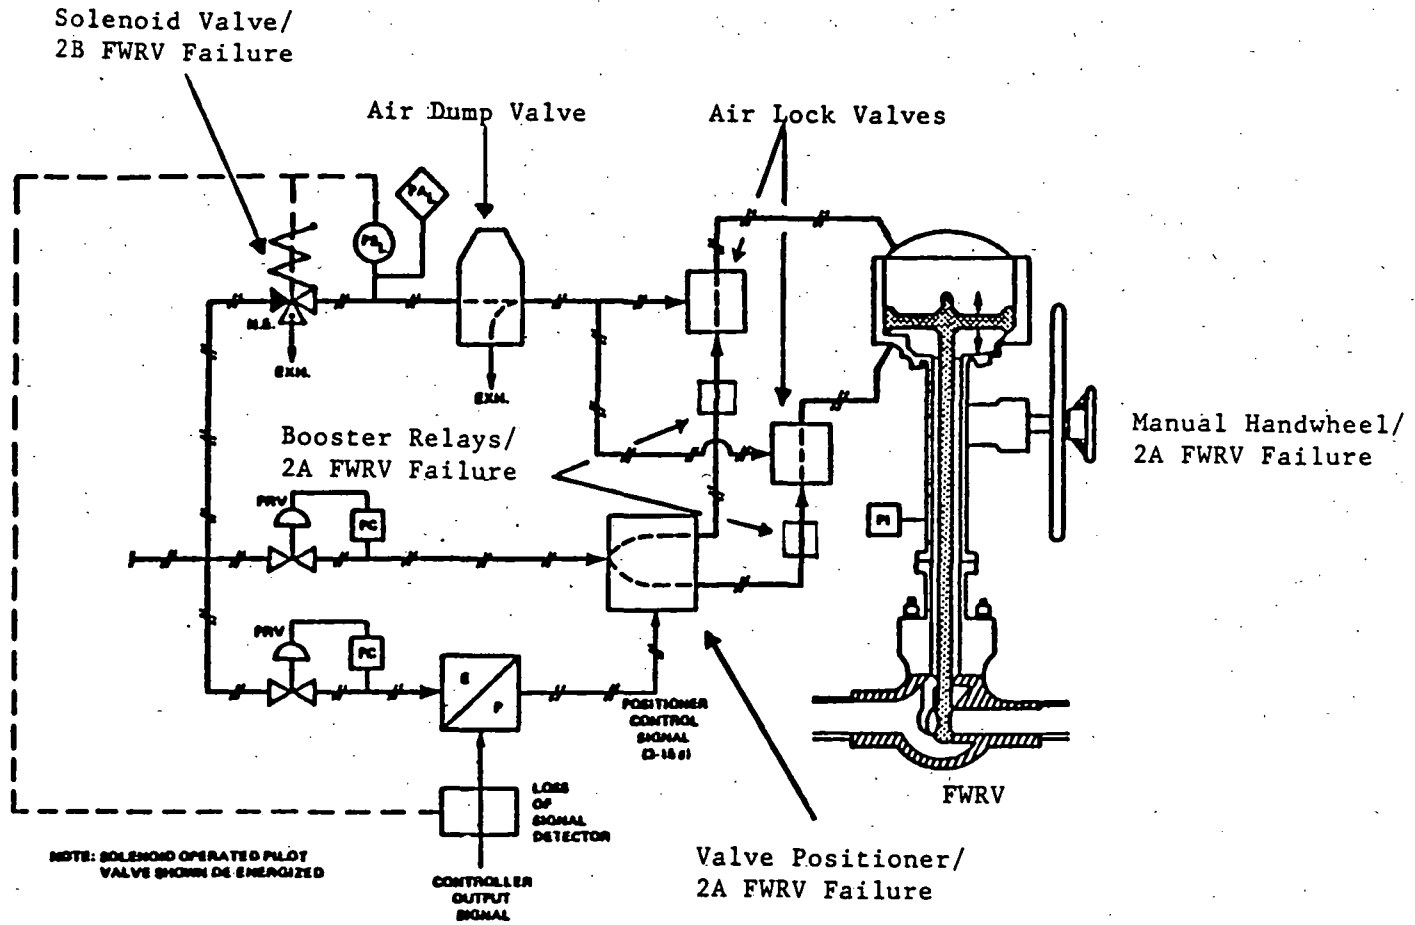 Solenoid Valve/
2B FWRV Failure
Air Dump Valve
Air Lock Valves
PA L
PS L
EXH.
EXH.
Booster Relays/
2A FWRV Failure
Manual Handwheel/
2A FWRV Failure
PRV
PC
PI
PRV
PC
E
P
POSITIONER
CONTROL
SIGNAL
LOSS
OF
SIGNAL
DETECTOR
FWRV
NOTE: SOLENOID OPERATED PILOT
VALVE SHOWN DE-ENERGIZED
Valve Positioner/
2A FWRV Failure
CONTROLLER
OUTPUT
SIGNAL